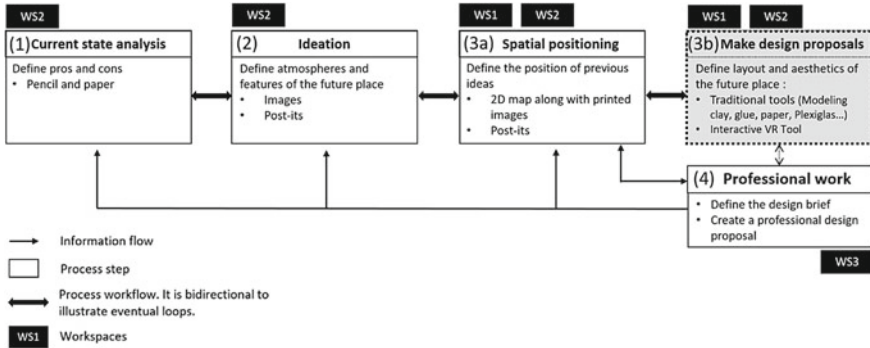 WS2
WS2
WS1 WS2
WS1 WS2
(1) Current state analysis
Define pros and cons
• Pencil and paper
(2) Ideation
Define atmospheres and
features of the future place
• Images
• Post-its
(3a) Spatial positioning
Define the position of previous
ideas
• 2D map along with printed
images
• Post-its
(3b) Make design proposals
Define layout and aesthetics of
the future place :
• Traditional tools (Modeling
clay, glue, paper, Plexiglas...)
• Interactive VR Tool
(4) Professional work
• Define the design brief
• Create a professional design
proposal
WS3
Information flow
Process step
Process workflow. It is bidirectional to
illustrate eventual loops.
WS1 Workspaces